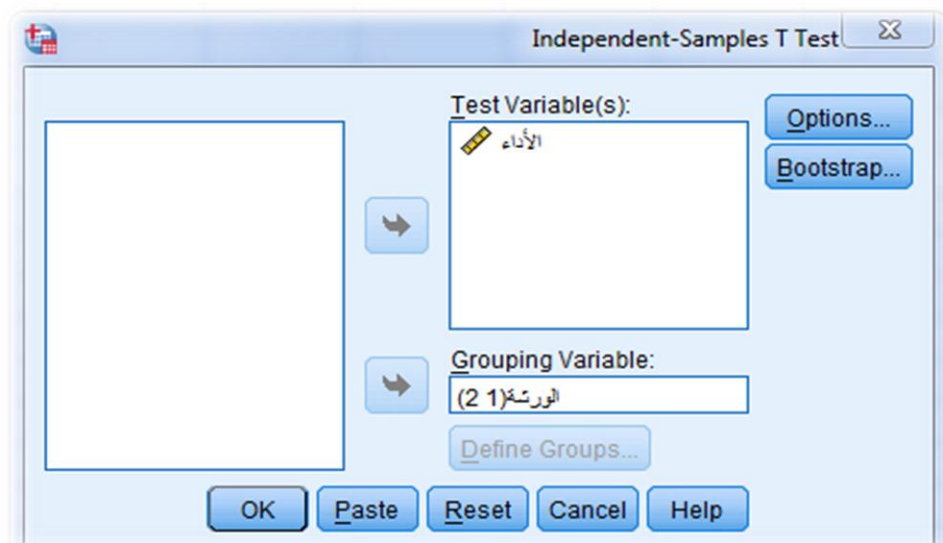 Independent-Samples T Test
Test Variable(s):
الأداء
Options...
Bootstrap...
Grouping Variable:
الورشة(1 2)
Define Groups...
OK Paste Reset Cancel Help